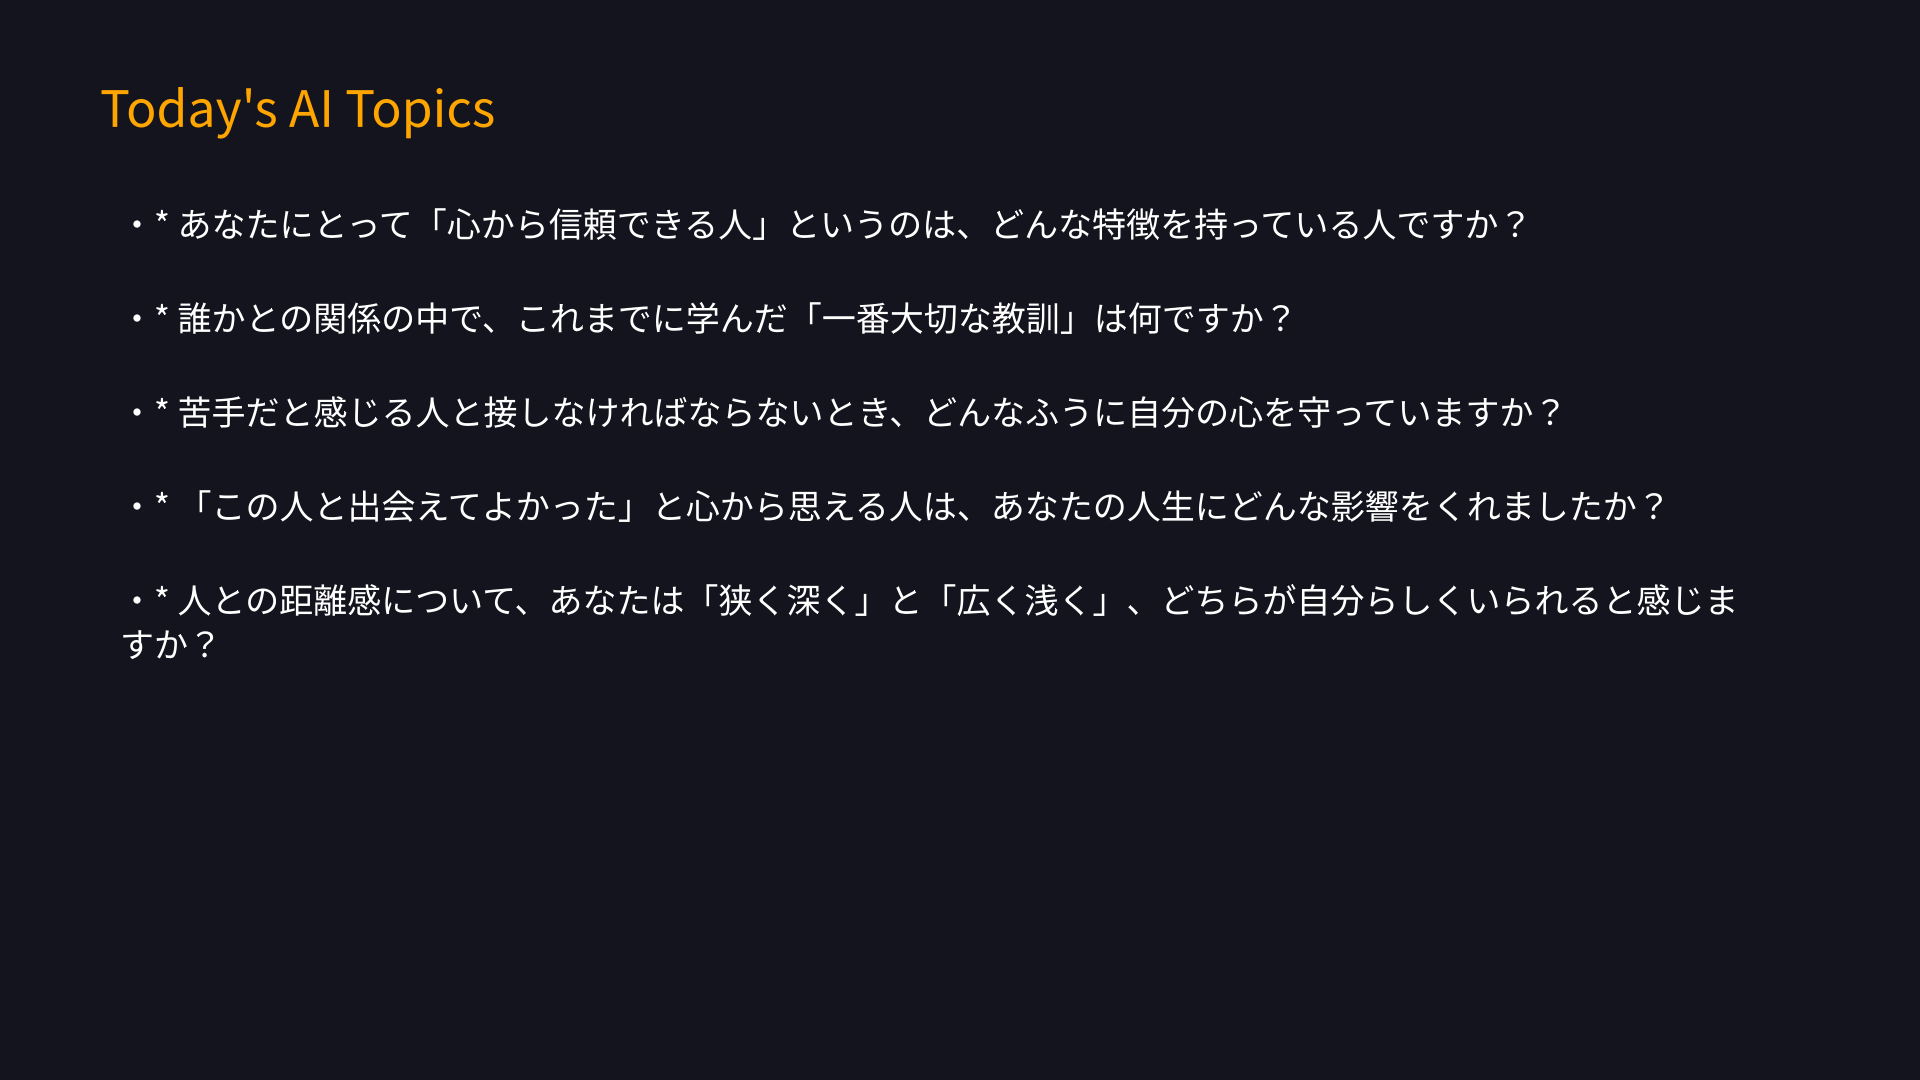 Today's AI Topics
・* あなたにとって「心から信頼できる人」というのは、どんな特徴を持っている人ですか？
・* 誰かとの関係の中で、これまでに学んだ「一番大切な教訓」は何ですか？
・* 苦手だと感じる人と接しなければならないとき、どんなふうに自分の心を守っていますか？
・* 「この人と出会えてよかった」と心から思える人は、あなたの人生にどんな影響をくれましたか？
・* 人との距離感について、あなたは「狭く深く」と「広く浅く」、どちらが自分らしくいられると感じま
すか？